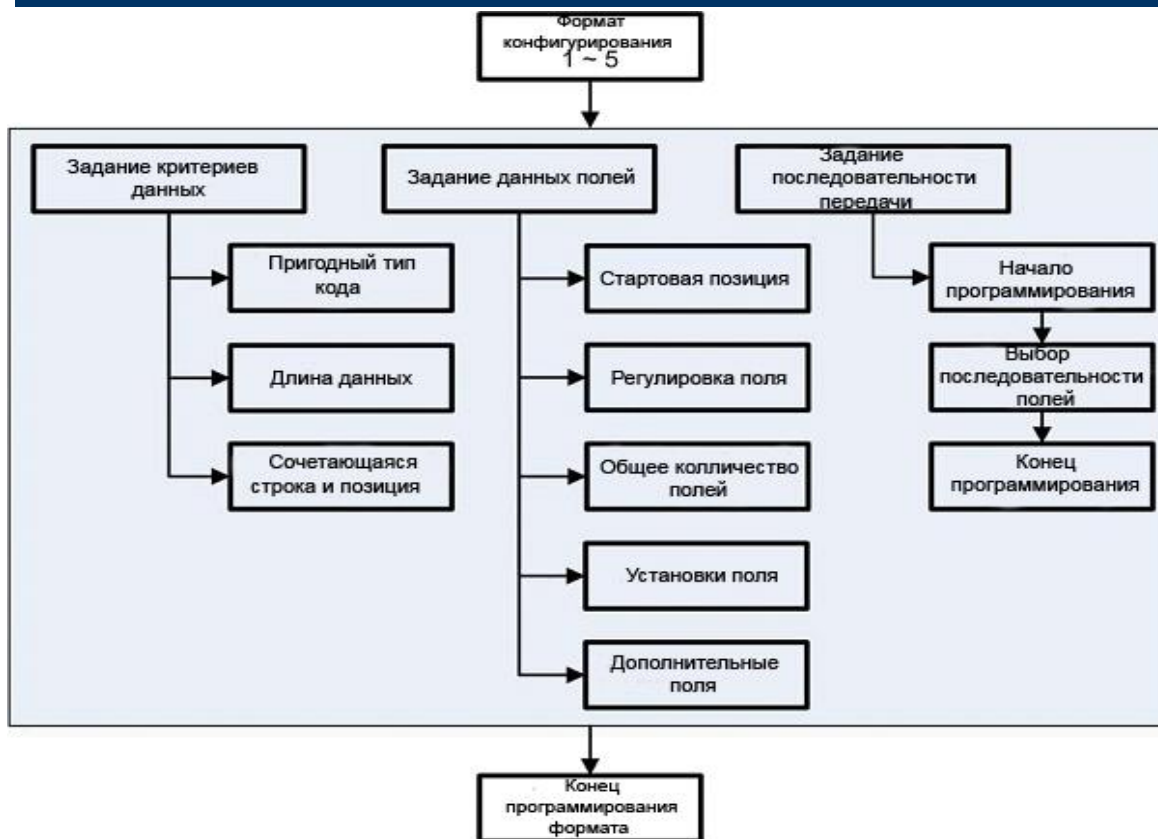 Формат
конфигурирования
1 ~ 5
Задание критериев
данных
Пригодный тип
кода
Длина данных
Сочетающаяся
строка и позиция
Задание данных полей
Стартовая позиция
Регулировка поля
Общее колличество
полей
Установки поля
Дополнительные
поля
Задание
последовательности
передачи
Начало
программирования
Выбор
последовательности
полей
Конец
программирования
Конец
программирования
формата